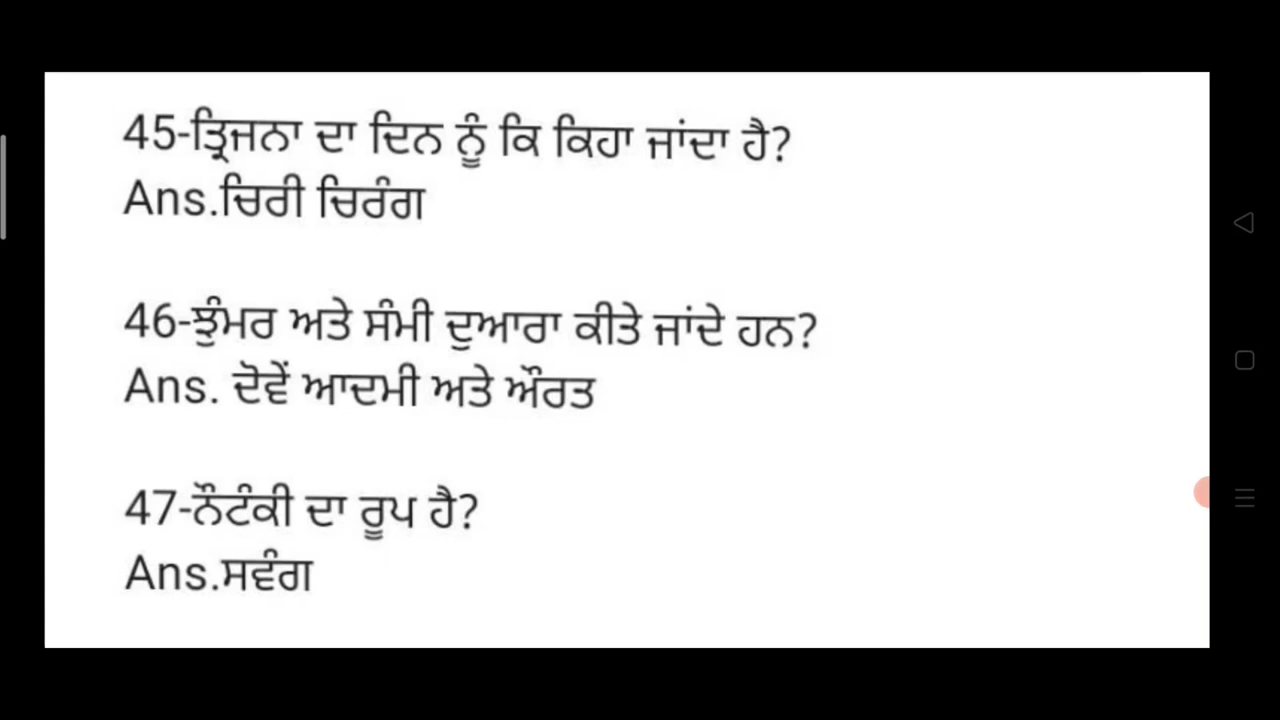 45-ਤ੍ਰਿਜਨਾ ਦਾ ਦਿਨ ਨੂੰ ਕਿ ਕਿਹਾ ਜਾਂਦਾ ਹੈ?
Ans.ਚਿਰੀ ਚਿਰੰਗ
46-ਝੁੰਮਰ ਅਤੇ ਸੰਮੀ ਦੁਆਰਾ ਕੀਤੇ ਜਾਂਦੇ ਹਨ?
Ans. ਦੋਵੇਂ ਆਦਮੀ ਅਤੇ ਔਰਤ
47-ਨੌਟੰਕੀ ਦਾ ਰੂਪ ਹੈ?
Ans.ਸਵੰਗ